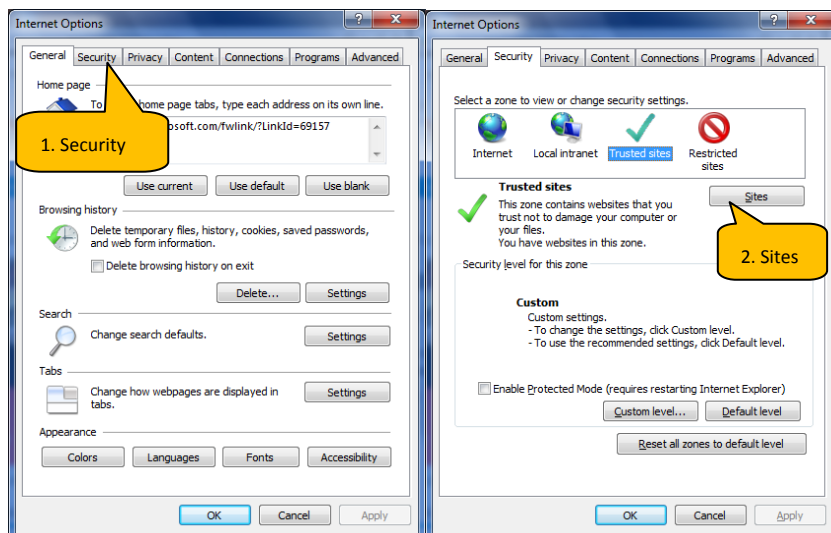 Internet Options
General Security Privacy Content Connections Programs Advanced
Home page
To home page tabs, type each address on its own line.
osoft.com/fwlink/?LinkId=69157
1. Security
Use current Use default Use blank
Browsing history
Delete temporary files, history, cookies, saved passwords,
and web form information.
Delete browsing history on exit
Delete... Settings
Search
Change search defaults.
Settings
Tabs
Change how webpages are displayed in
tabs.
Settings
Appearance
Colors Languages Fonts Accessibility
OK Cancel Apply
Internet Options
General Security Privacy Content Connections Programs Advanced
Select a zone to view or change security settings.
Internet Local intranet Trusted sites Restricted
sites
Trusted sites
Sites
This zone contains websites that you
trust not to damage your computer or
your files.
You have websites in this zone.
2. Sites
Security level for this zone
Custom
Custom settings.
- To change the settings, click Custom level.
- To use the recommended settings, click Default level.
Enable Protected Mode (requires restarting Internet Explorer)
Custom level... Default level
Reset all zones to default level
OK Cancel Apply